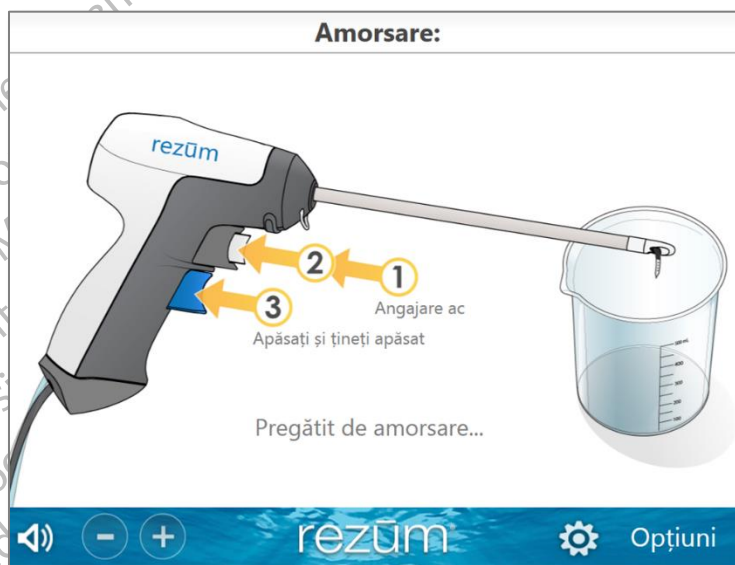 Amorsare:
rezūm
2
1
Angajare ac
3
Apăsați și țineți apăsat
Pregătit de amorsare...
rezūm
Opțiuni